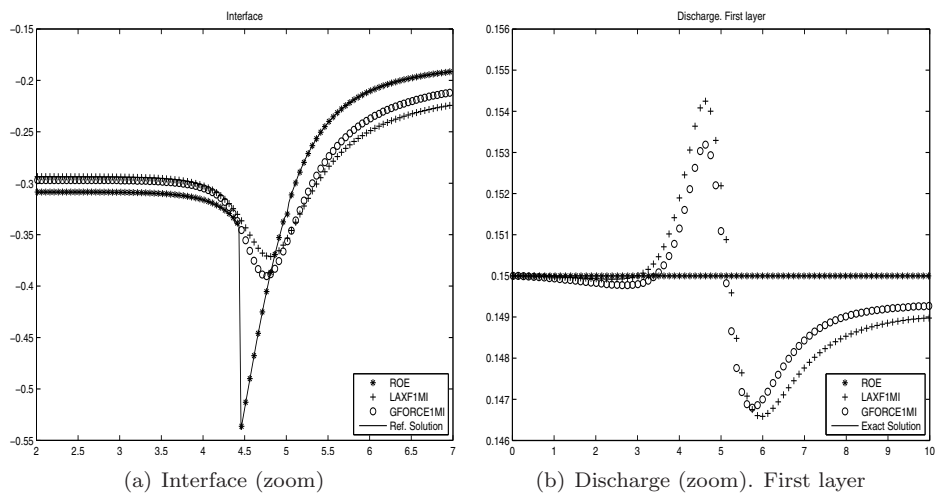 Interface
-0.15
-0.2
-0.25
-0.3
-0.35
-0.4
-0.45
-0.5
-0.55
2 2.5 3 3.5 4 4.5 5 5.5 6 6.5 7
ROE
LAXF1MI
GFORCE1MI
Ref. Solution
(a) Interface (zoom)
Discharge. First layer
0.156
0.155
0.154
0.153
0.152
0.151
0.15
0.149
0.148
0.147
0.146
0 1 2 3 4 5 6 7 8 9 10
ROE
LAXF1MI
GFORCE1MI
Exact Solution
(b) Discharge (zoom). First layer